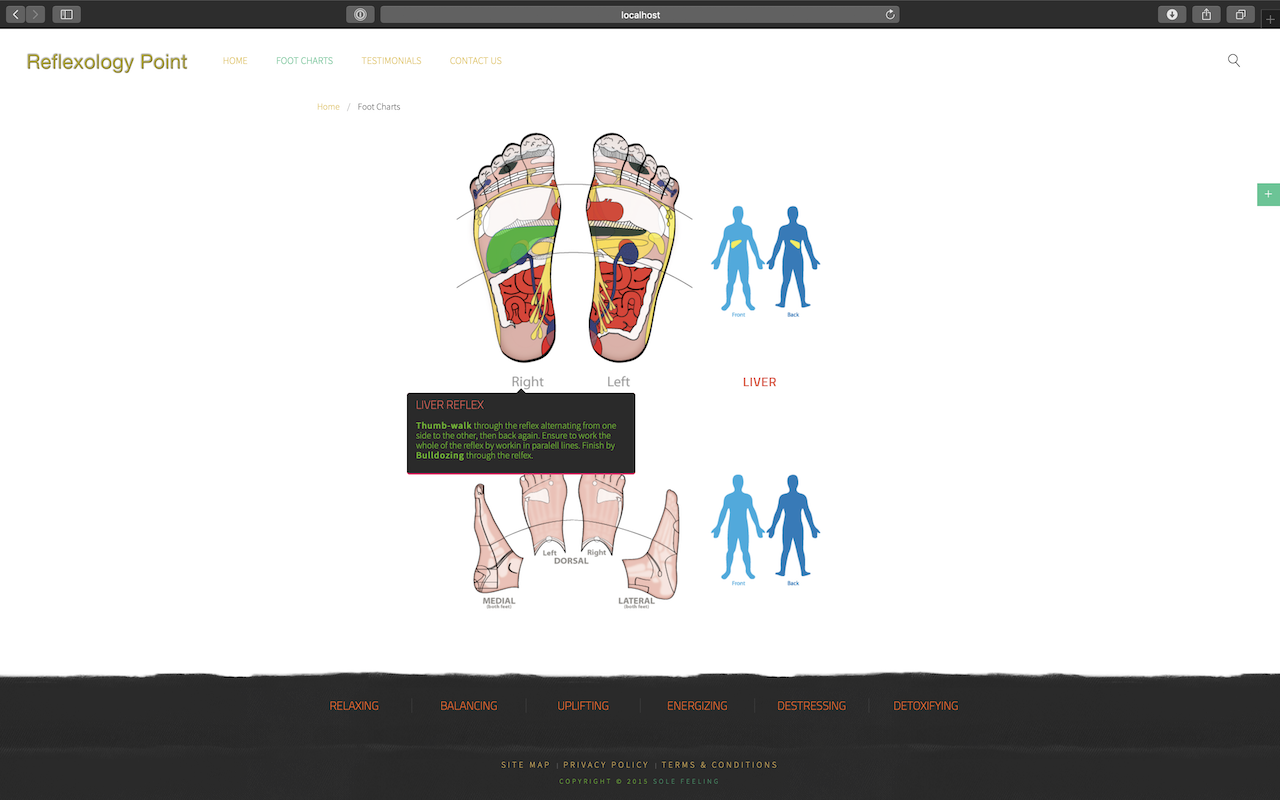 localhost
Reflexology Point
HOME
FOOT CHARTS
TESTIMONIALS
CONTACT US
Home / Foot Charts
Front
Back
Right
Left
LIVER
LIVER REFLEX
Thumb-walk through the reflex alternating from one
side to the other, then back again. Ensure to work the
whole of the reflex by workin in paralell lines. Finish by
Bulldozing through the relfex.
Left
Right
DORSAL
MEDIAL
(both feet)
LATERAL
(both feet)
Front
Back
RELAXING
BALANCING
UPLIFTING
ENERGIZING
DESTRESSING
DETOXIFYING
SITE MAP | PRIVACY POLICY | TERMS & CONDITIONS
COPYRIGHT © 2015 SOLE FEELING